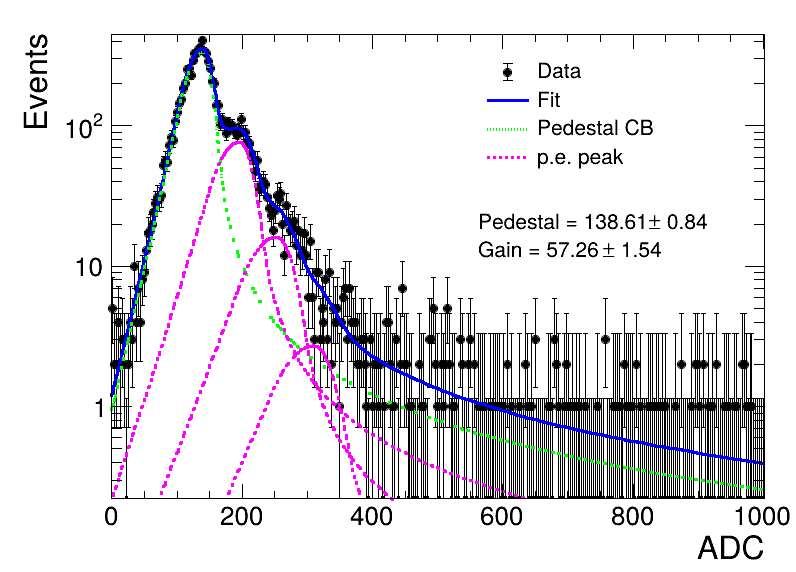 Events
10²
10
1
Data
Fit
Pedestal CB
p.e. peak
Pedestal = 138.61± 0.84
Gain = 57.26 ± 1.54
0 200 400 600 800 1000
ADC